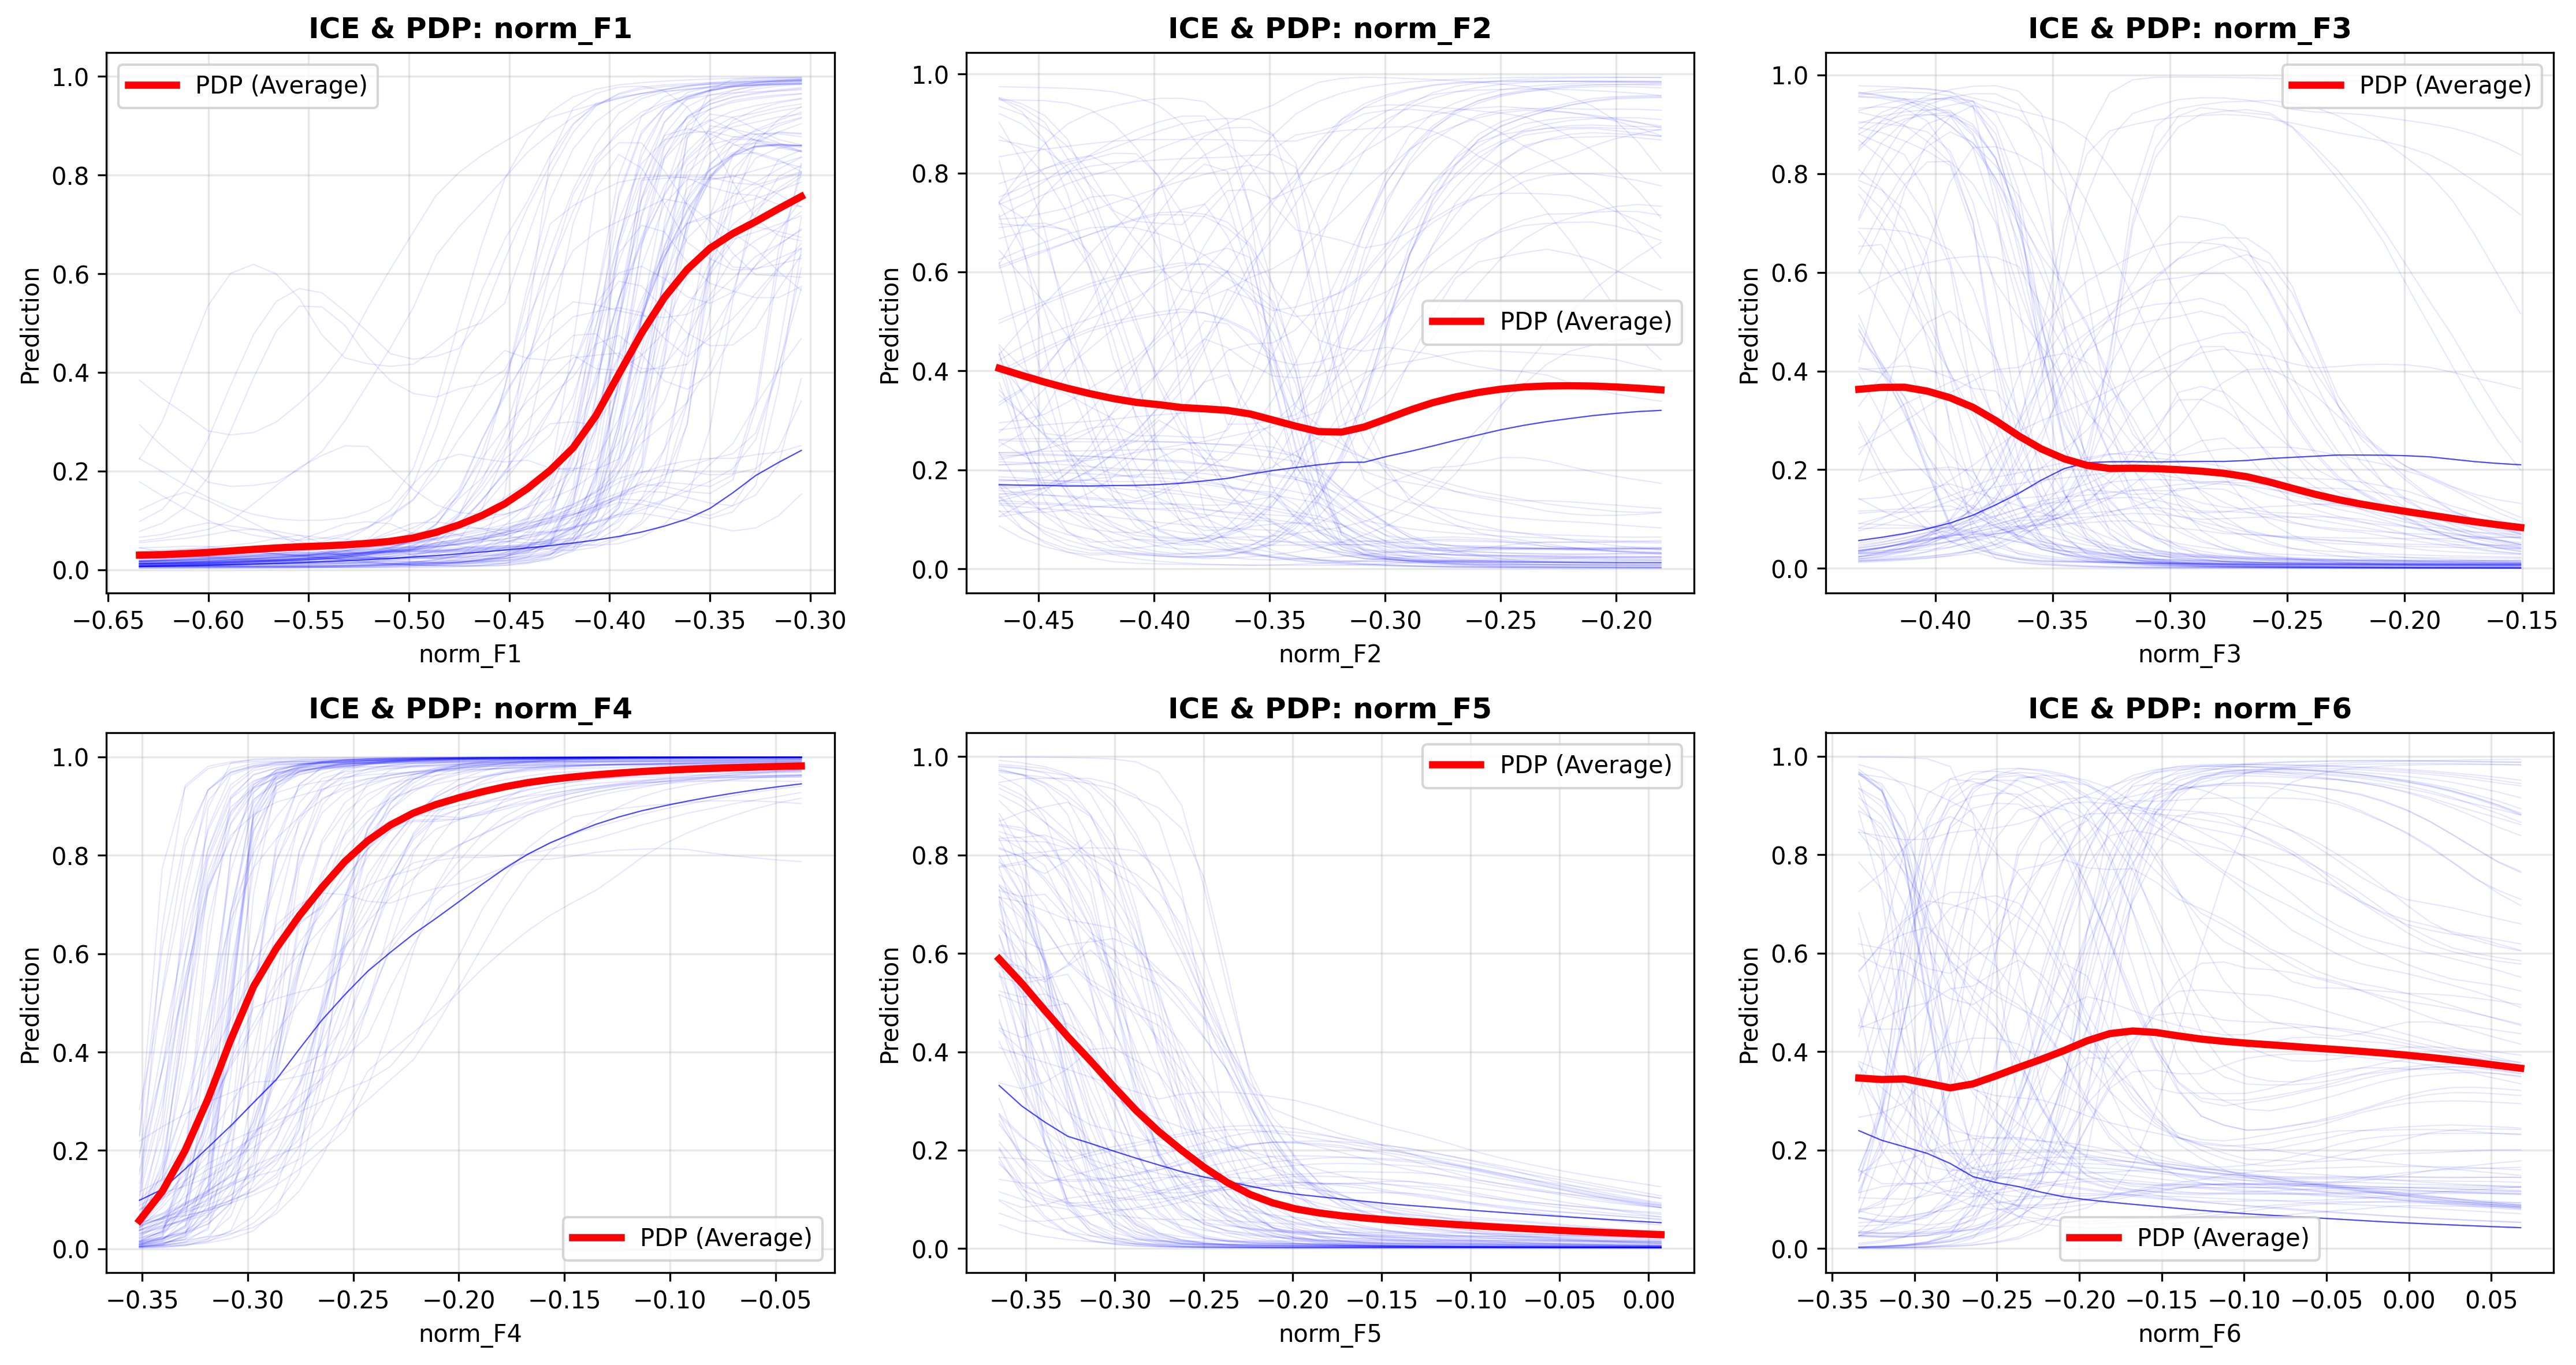 ICE & PDP: norm_F1
PDP (Average)
1.0
0.8
0.6
0.4
0.2
0.0
Prediction
−0.65 −0.60 −0.55 −0.50 −0.45 −0.40 −0.35 −0.30
norm_F1
ICE & PDP: norm_F2
PDP (Average)
1.0
0.8
0.6
0.4
0.2
0.0
Prediction
−0.45 −0.40 −0.35 −0.30 −0.25 −0.20
norm_F2
ICE & PDP: norm_F3
PDP (Average)
1.0
0.8
0.6
0.4
0.2
0.0
Prediction
−0.40 −0.35 −0.30 −0.25 −0.20 −0.15
norm_F3
ICE & PDP: norm_F4
1.0
0.8
0.6
0.4
0.2
0.0
Prediction
PDP (Average)
−0.35 −0.30 −0.25 −0.20 −0.15 −0.10 −0.05
norm_F4
ICE & PDP: norm_F5
PDP (Average)
1.0
0.8
0.6
0.4
0.2
0.0
Prediction
−0.35 −0.30 −0.25 −0.20 −0.15 −0.10 −0.05 0.00
norm_F5
ICE & PDP: norm_F6
1.0
0.8
0.6
0.4
0.2
0.0
Prediction
PDP (Average)
−0.35 −0.30 −0.25 −0.20 −0.15 −0.10 −0.05 0.00 0.05
norm_F6